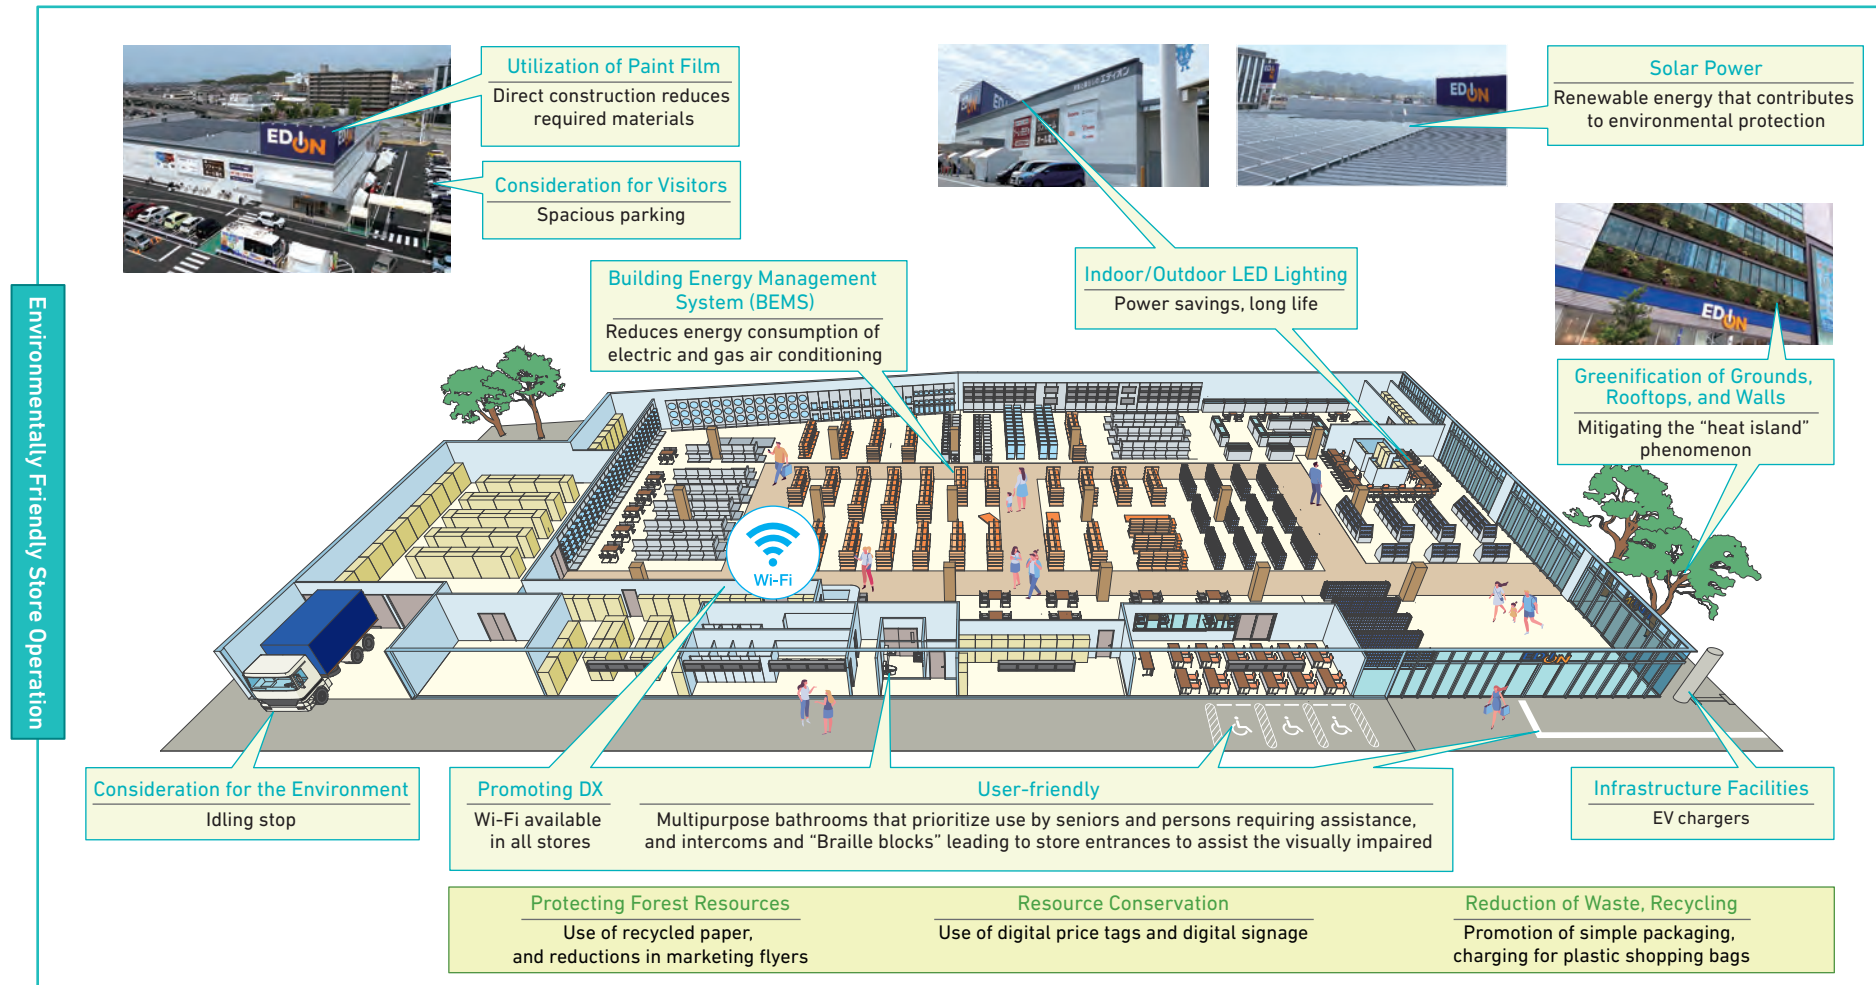 Environmentally Friendly Store Operation
Utilization of Paint Film
Direct construction reduces
required materials
Consideration for Visitors
Spacious parking
EDION
EDION
EDION
Solar Power
Renewable energy that contributes
to environmental protection
Building Energy Management
System (BEMS)
Reduces energy consumption of
electric and gas air conditioning
Indoor/Outdoor LED Lighting
Power savings, long life
EDION
Greenification of Grounds,
Rooftops, and Walls
Mitigating the “heat island”
phenomenon
Wi-Fi
EDION
Consideration for the Environment
Idling stop
Promoting DX
Wi-Fi available
in all stores
User-friendly
Multipurpose bathrooms that prioritize use by seniors and persons requiring assistance,
and intercoms and “Braille blocks” leading to store entrances to assist the visually impaired
Infrastructure Facilities
EV chargers
Protecting Forest Resources
Use of recycled paper,
and reductions in marketing flyers
Resource Conservation
Use of digital price tags and digital signage
Reduction of Waste, Recycling
Promotion of simple packaging,
charging for plastic shopping bags